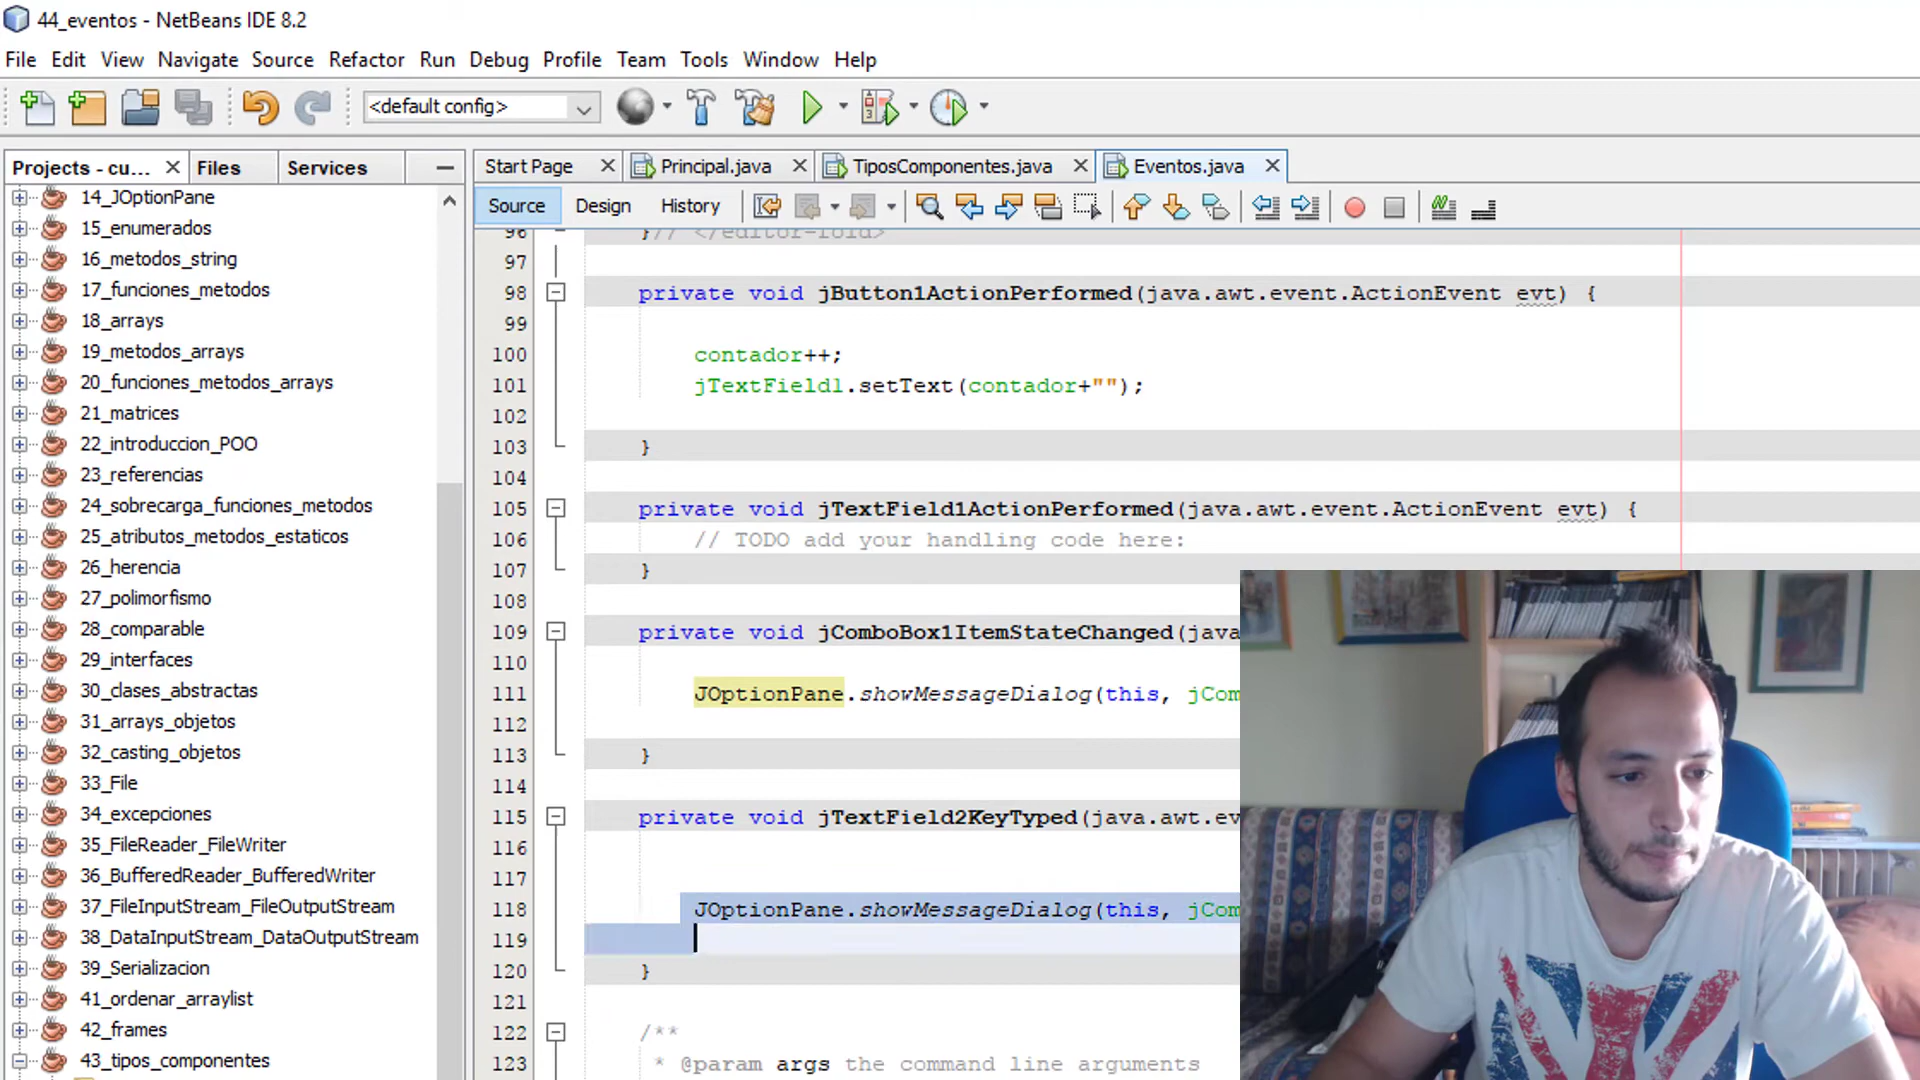 44_eventos - NetBeans IDE 8.2
File Edit View Navigate Source Refactor Run Debug Profile Team Tools Window Help
<default config>
Projects - cu... Files Services
Start Page Principal.java TiposComponentes.java Eventos.java
Source Design History
14_JOptionPane
15_enumerados
16_metodos_string
17_funciones_metodos
18_arrays
19_metodos_arrays
20_funciones_metodos_arrays
21_matrices
22_introduccion_POO
23_referencias
24_sobrecarga_funciones_metodos
25_atributos_metodos_estaticos
26_herencia
27_polimorfismo
28_comparable
29_interfaces
30_clases_abstractas
31_arrays_objetos
32_casting_objetos
33_File
34_excepciones
35_FileReader_FileWriter
36_BufferedReader_BufferedWriter
37_FileInputStream_FileOutputStream
38_DataInputStream_DataOutputStream
39_Serializacion
41_ordenar_arraylist
42_frames
43_tipos_componentes
96 }// </editor-fold>
97
98 private void jButton1ActionPerformed(java.awt.event.ActionEvent evt) {
99
100 contador++;
101 jTextField1.setText(contador+"");
102
103 }
104
105 private void jTextField1ActionPerformed(java.awt.event.ActionEvent evt) {
106 // TODO add your handling code here:
107 }
108
109 private void jComboBox1ItemStateChanged(java
110
111 JOptionPane.showMessageDialog(this, jCom
112
113 }
114
115 private void jTextField2KeyTyped(java.awt.ev
116
117
118 JOptionPane.showMessageDialog(this, jCom
119
120 }
121
122 /**
123 * @param args the command line arguments